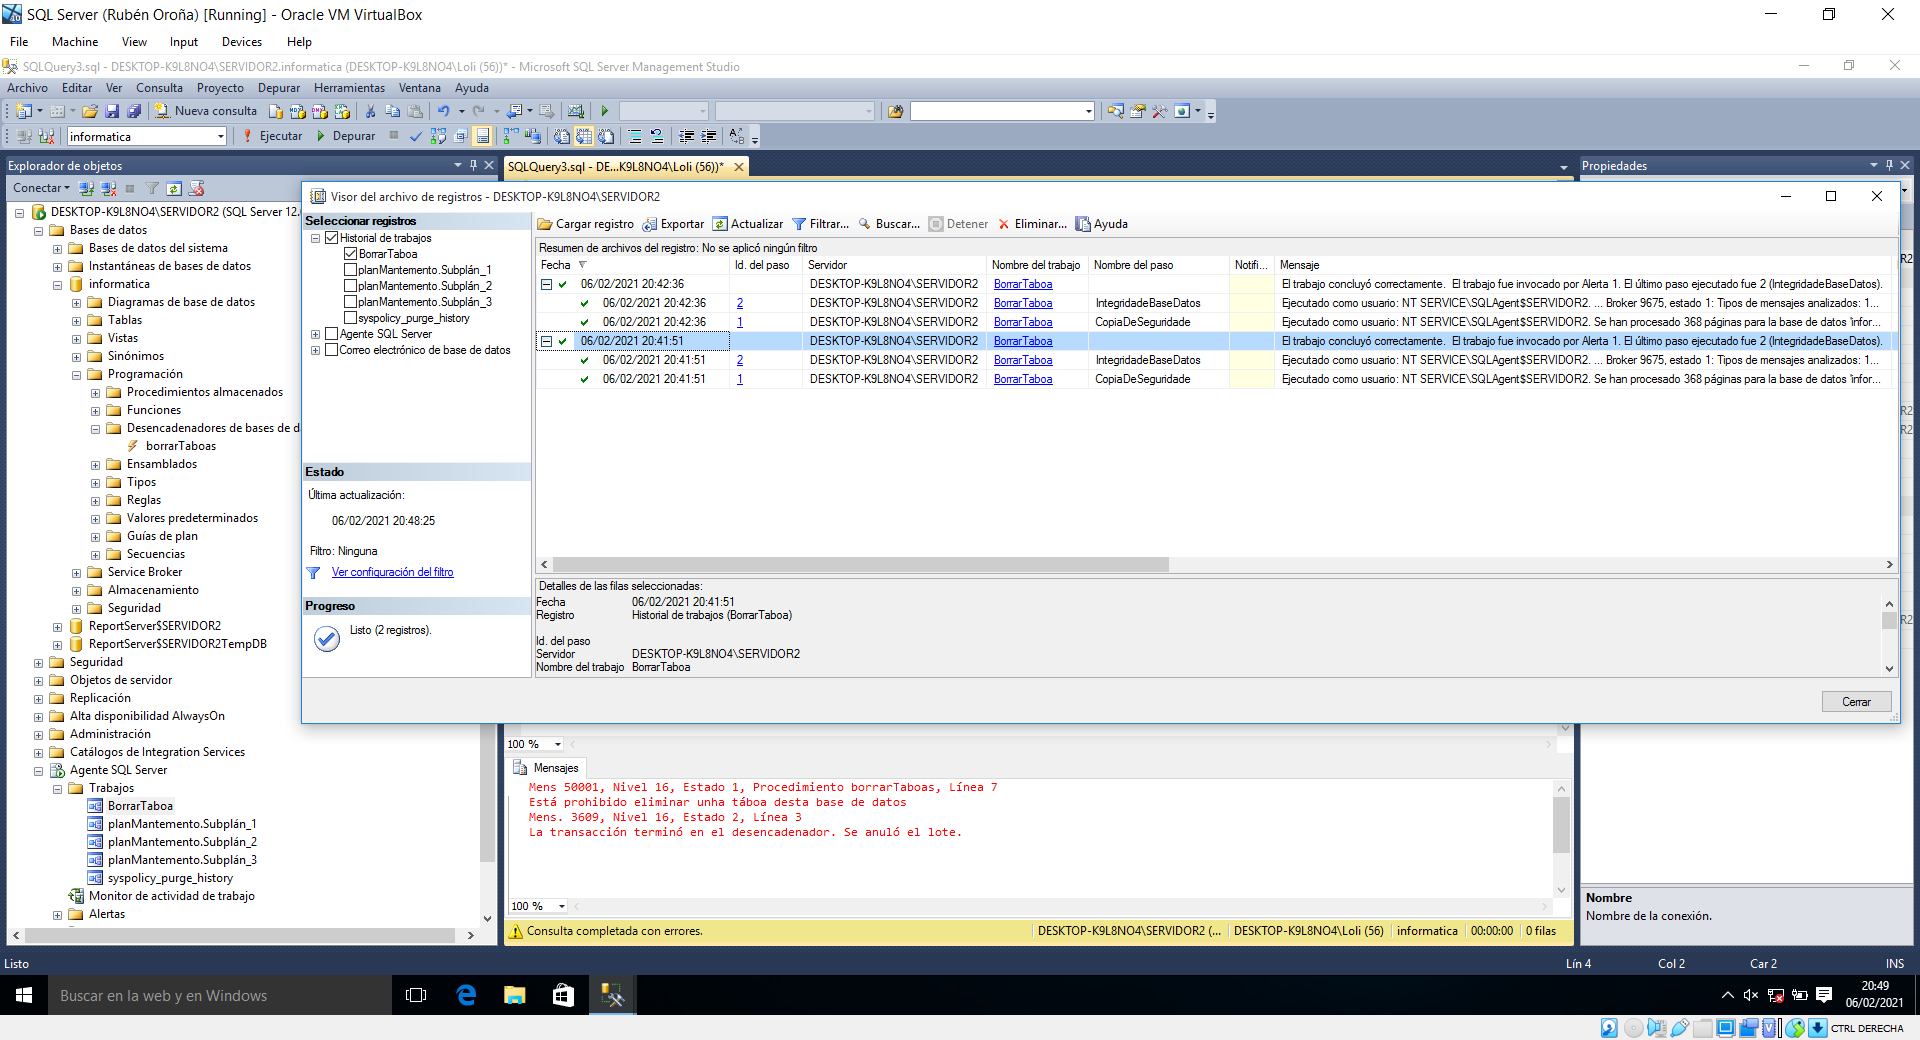 SQL Server (Rubén Oroña) [Running] - Oracle VM VirtualBox
File Machine View Input Devices Help
SQLQuery3.sql - DESKTOP-K9L8NO4\SERVIDOR2.informatica (DESKTOP-K9L8NO4\Loli (56))* - Microsoft SQL Server Management Studio
Archivo Editar Ver Consulta Proyecto Depurar Herramientas Ventana Ayuda
Nueva consulta
informatica Ejecutar Depurar
Explorador de objetos
Conectar
DESKTOP-K9L8NO4\SERVIDOR2 (SQL Server 12.
Bases de datos
Bases de datos del sistema
Instantáneas de bases de datos
informatica
Diagramas de base de datos
Tablas
Vistas
Sinónimos
Programación
Procedimientos almacenados
Funciones
Desencadenadores de bases de d
borrarTaboas
Ensamblados
Tipos
Reglas
Valores predeterminados
Guías de plan
Secuencias
Service Broker
Almacenamiento
Seguridad
ReportServer$SERVIDOR2
ReportServer$SERVIDOR2TempDB
Seguridad
Objetos de servidor
Replicación
Alta disponibilidad AlwaysOn
Administración
Catálogos de Integration Services
Agente SQL Server
Trabajos
BorrarTaboa
planMantemento.Subplán_1
planMantemento.Subplán_2
planMantemento.Subplán_3
syspolicy_purge_history
Monitor de actividad de trabajo
Alertas
SQLQuery3.sql - DE...K9L8NO4\Loli (56))*
Propiedades
Visor del archivo de registros - DESKTOP-K9L8NO4\SERVIDOR2
Seleccionar registros
Historial de trabajos
BorrarTaboa
planMantemento.Subplán_1
planMantemento.Subplán_2
planMantemento.Subplán_3
syspolicy_purge_history
Agente SQL Server
Correo electrónico de base de datos
Estado
Última actualización:
06/02/2021 20:48:25
Filtro: Ninguna
Ver configuración del filtro
Progreso
Listo (2 registros).
Cargar registro Exportar Actualizar Filtrar... Buscar... Detener Eliminar... Ayuda
Resumen de archivos del registro: No se aplicó ningún filtro
Fecha Id. del paso Servidor Nombre del trabajo Nombre del paso Notifi... Mensaje
06/02/2021 20:42:36 DESKTOP-K9L8NO4\SERVIDOR2 BorrarTaboa El trabajo concluyó correctamente. El trabajo fue invocado por Alerta 1. El último paso ejecutado fue 2 (IntegridadeBaseDatos).
06/02/2021 20:42:36 2 DESKTOP-K9L8NO4\SERVIDOR2 BorrarTaboa IntegridadeBaseDatos Ejecutado como usuario: NT SERVICE\SQLAgent$SERVIDOR2. ... Broker 9675, estado 1: Tipos de mensajes analizados: 1...
06/02/2021 20:42:36 1 DESKTOP-K9L8NO4\SERVIDOR2 BorrarTaboa CopiaDeSeguridade Ejecutado como usuario: NT SERVICE\SQLAgent$SERVIDOR2. Se han procesado 368 páginas para la base de datos 'infor...
06/02/2021 20:41:51 DESKTOP-K9L8NO4\SERVIDOR2 BorrarTaboa El trabajo concluyó correctamente. El trabajo fue invocado por Alerta 1. El último paso ejecutado fue 2 (IntegridadeBaseDatos).
06/02/2021 20:41:51 2 DESKTOP-K9L8NO4\SERVIDOR2 BorrarTaboa IntegridadeBaseDatos Ejecutado como usuario: NT SERVICE\SQLAgent$SERVIDOR2. ... Broker 9675, estado 1: Tipos de mensajes analizados: 1...
06/02/2021 20:41:51 1 DESKTOP-K9L8NO4\SERVIDOR2 BorrarTaboa CopiaDeSeguridade Ejecutado como usuario: NT SERVICE\SQLAgent$SERVIDOR2. Se han procesado 368 páginas para la base de datos 'infor...
Detalles de las filas seleccionadas:
Fecha 06/02/2021 20:41:51
Registro Historial de trabajos (BorrarTaboa)
Id. del paso
Servidor DESKTOP-K9L8NO4\SERVIDOR2
Nombre del trabajo BorrarTaboa
Cerrar
R2
R2
R2
R2
100 %
Mensajes
Mens 50001, Nivel 16, Estado 1, Procedimiento borrarTaboas, Línea 7
Está prohibido eliminar unha táboa desta base de datos
Mens. 3609, Nivel 16, Estado 2, Línea 3
La transacción terminó en el desencadenador. Se anuló el lote.
100 %
Consulta completada con errores. DESKTOP-K9L8NO4\SERVIDOR2 (... DESKTOP-K9L8NO4\Loli (56) informatica 00:00:00 0 filas
Nombre
Nombre de la conexión.
Listo Lín 4 Col 2 Car 2 INS
Buscar en la web y en Windows
20:49
06/02/2021
CTRL DERECHA